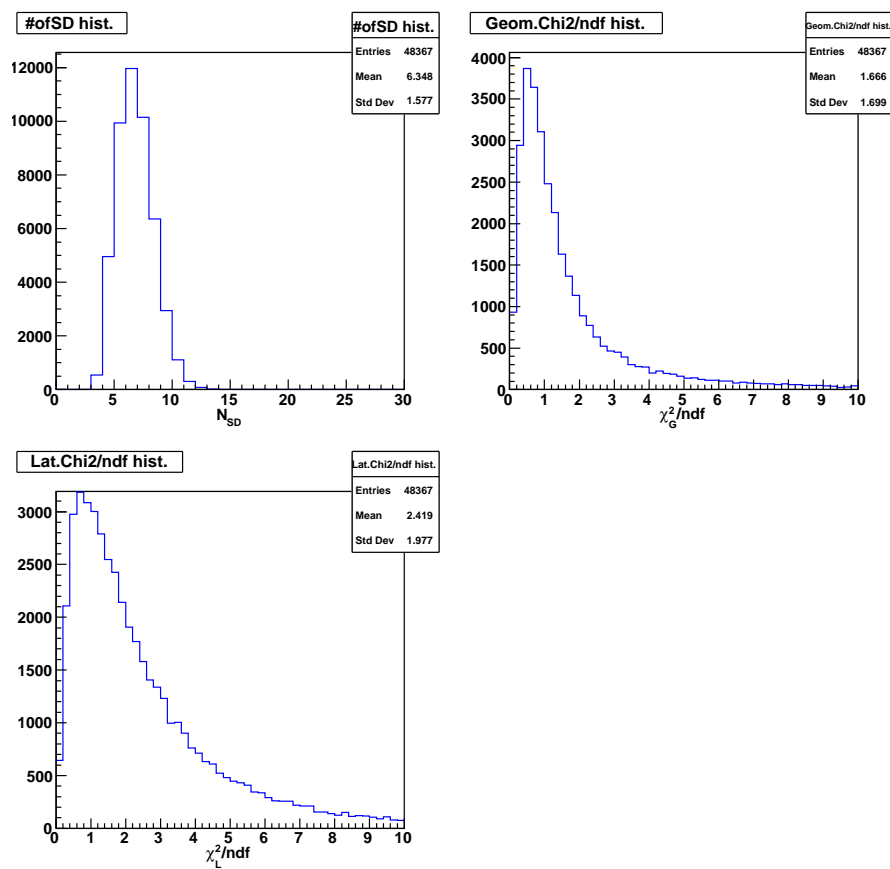 #ofSD hist.
#ofSD hist.
Entries 48367
Mean 6.348
Std Dev 1.577
12000
10000
8000
6000
4000
2000
0
0 5 10 15 20 25 30
N_SD
Geom.Chi2/ndf hist.
Geom.Chi2/ndf hist.
Entries 48367
Mean 1.666
Std Dev 1.699
4000
3500
3000
2500
2000
1500
1000
500
0
0 1 2 3 4 5 6 7 8 9 10
χ²_G/ndf
Lat.Chi2/ndf hist.
Lat.Chi2/ndf hist.
Entries 48367
Mean 2.419
Std Dev 1.977
3000
2500
2000
1500
1000
500
0
0 1 2 3 4 5 6 7 8 9 10
χ²_L/ndf